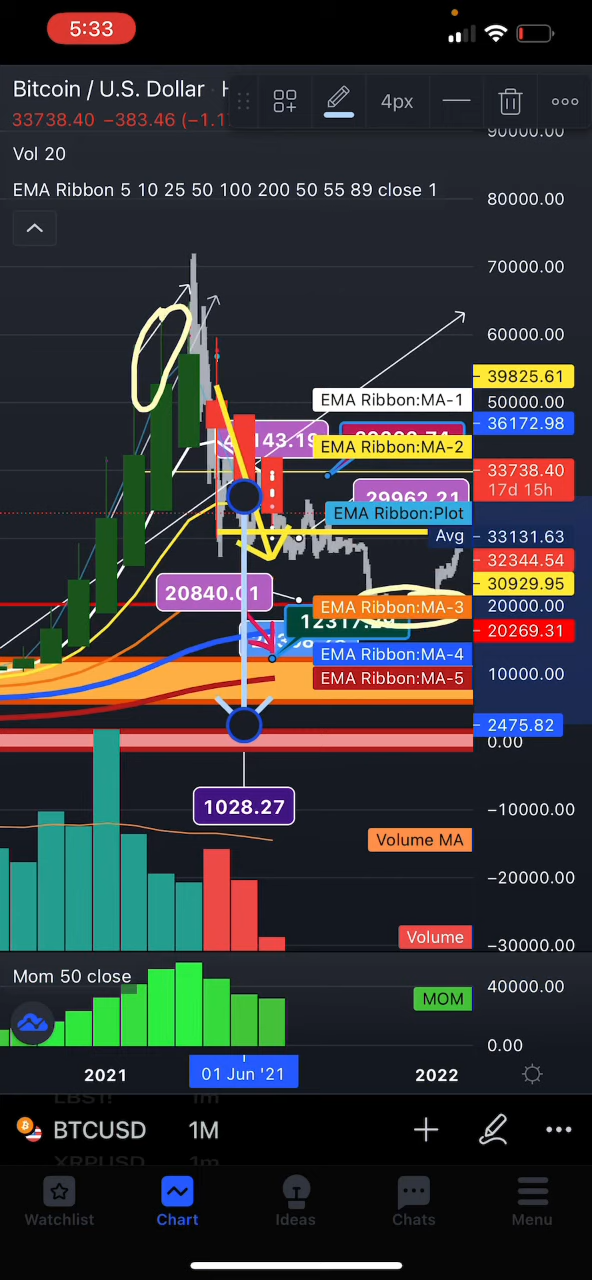 5:33
Bitcoin / U.S. Dollar
4px
33738.40 −383.46
Vol 20
EMA Ribbon 5 10 25 50 100 200 50 55 89 close 1
90000.00
80000.00
70000.00
60000.00
39825.61
EMA Ribbon:MA-1
50000.00
36172.98
EMA Ribbon:MA-2
33738.40
17d 15h
29962.21
EMA Ribbon:Plot
Avg
33131.63
32344.54
30929.95
20840.01
EMA Ribbon:MA-3
20000.00
20269.31
EMA Ribbon:MA-4
EMA Ribbon:MA-5
10000.00
2475.82
0.00
1028.27
−10000.00
Volume MA
−20000.00
Volume
−30000.00
Mom 50 close
40000.00
MOM
0.00
2021
01 Jun '21
2022
BTCUSD
1M
XRPUSD
1m
Watchlist
Chart
Ideas
Chats
Menu